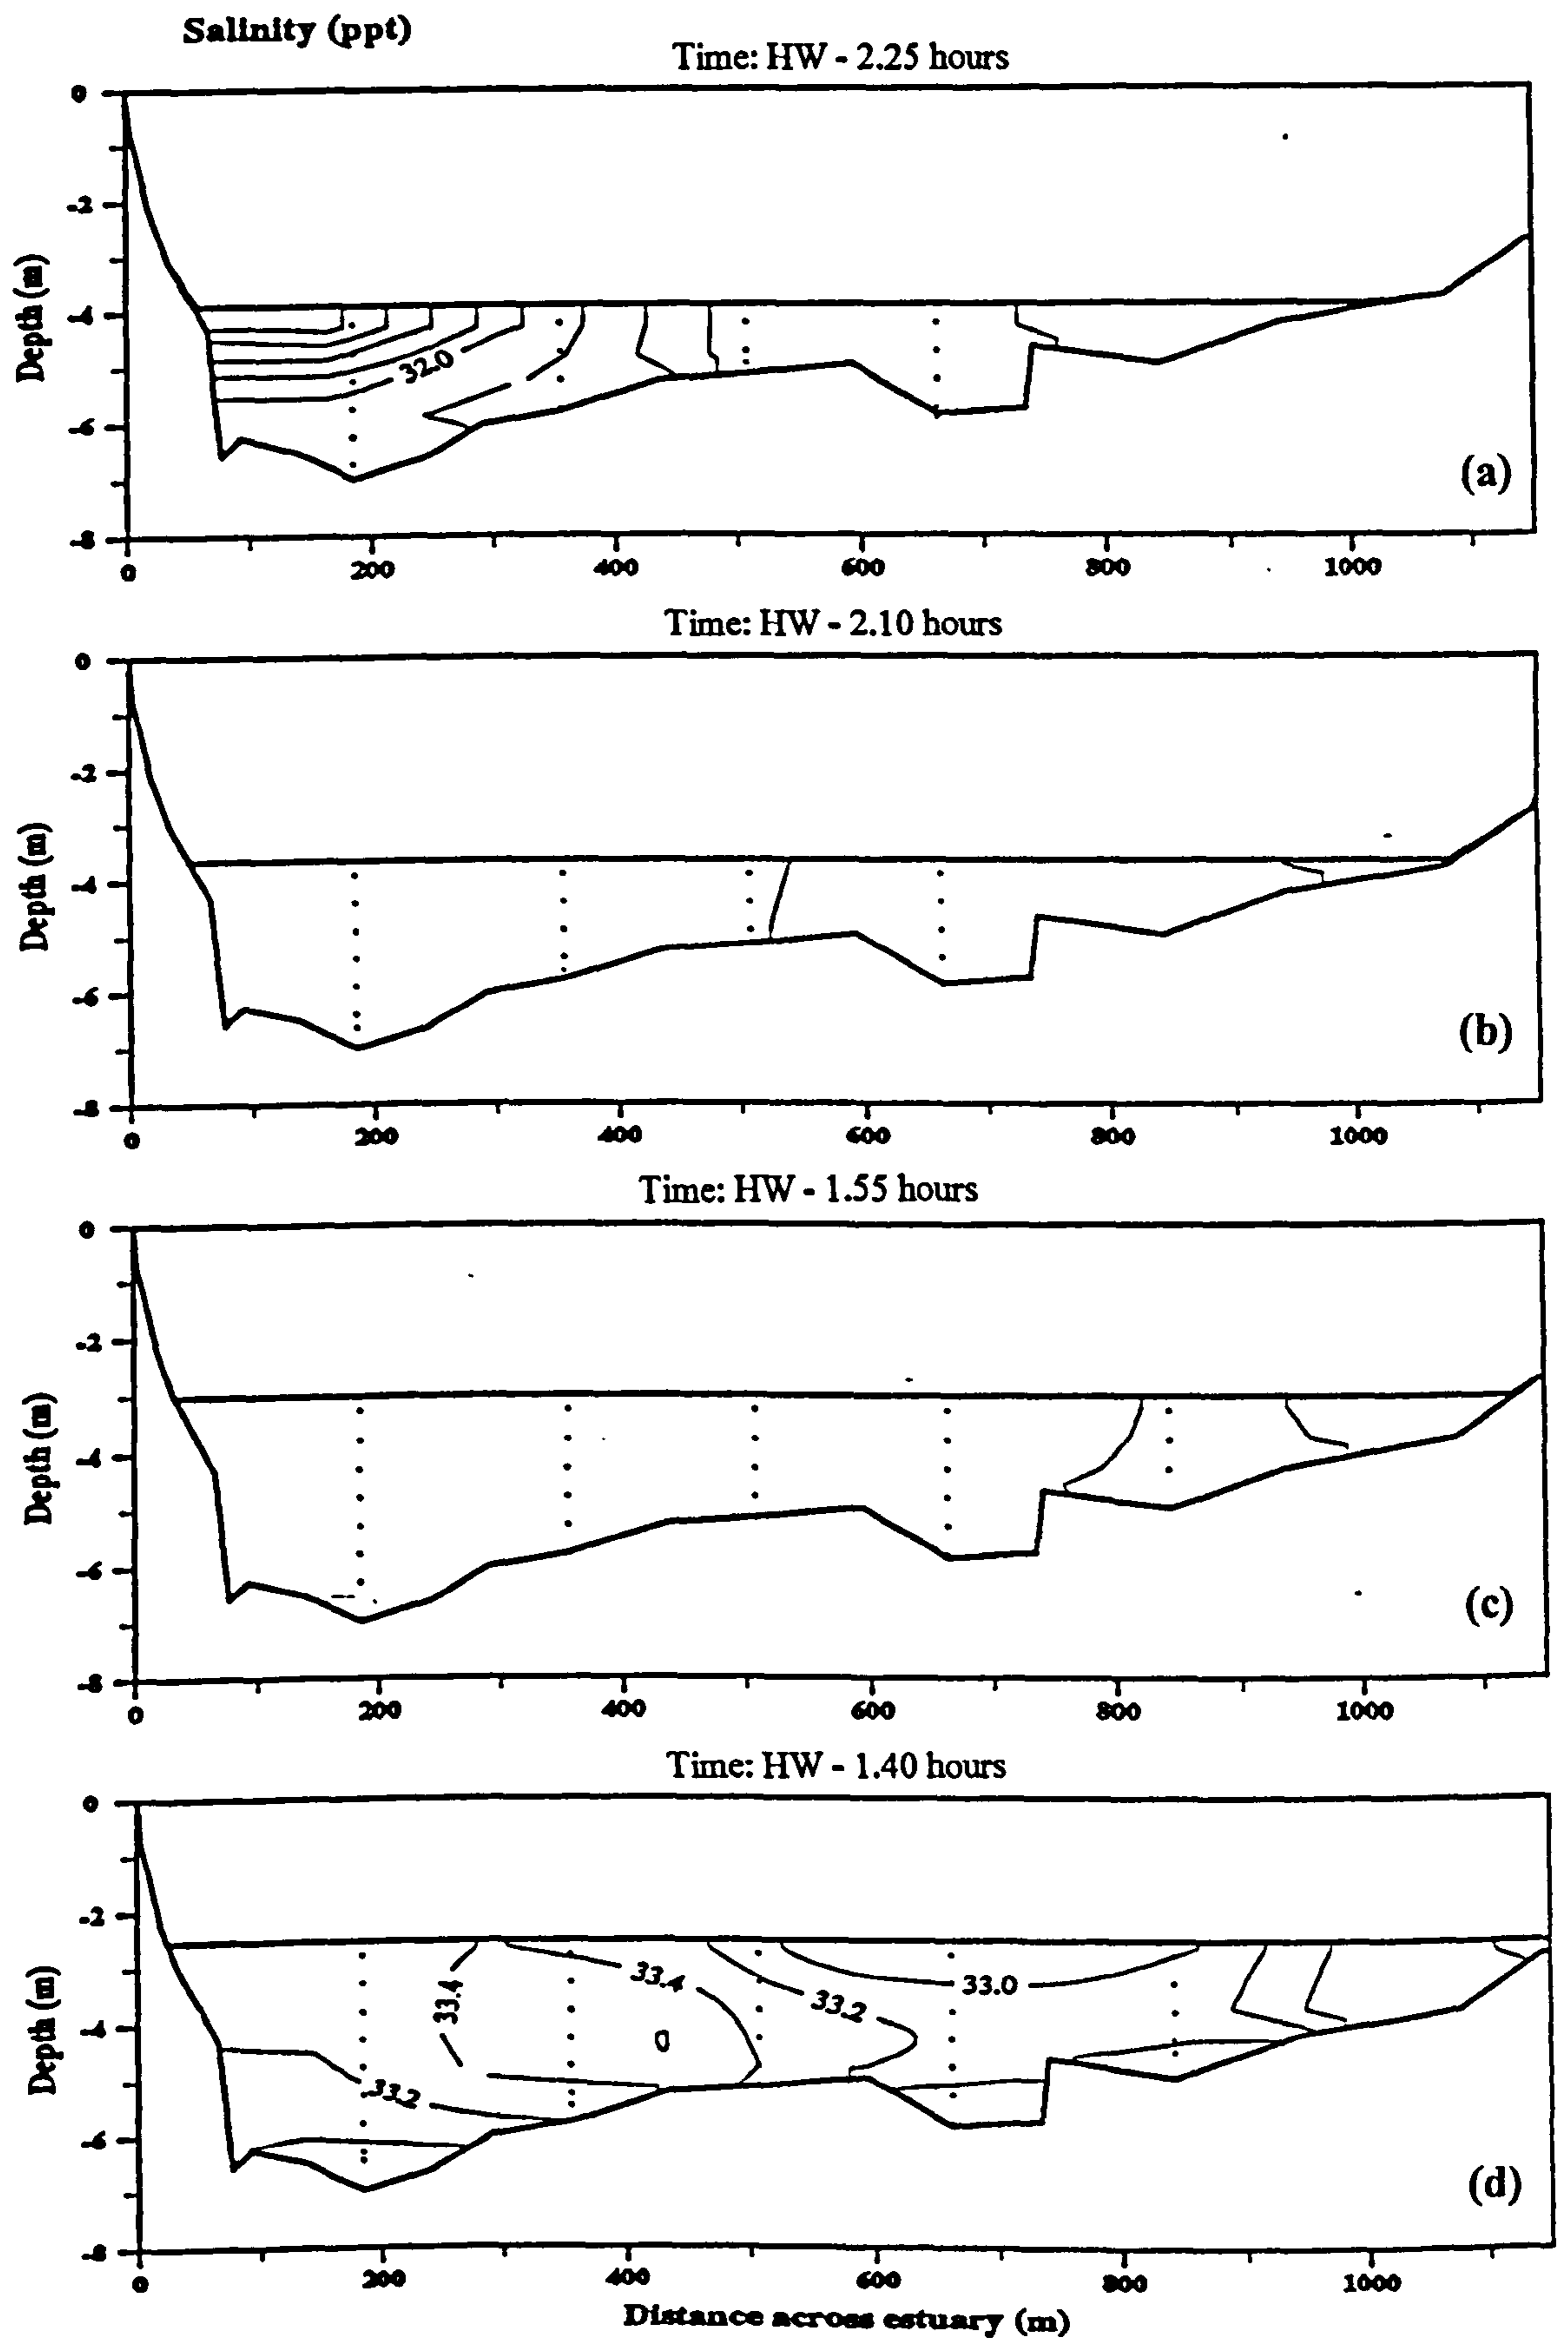 Salinity (ppt)
Time: HW - 2.25 hours
0
-2
-4
-6
-8
Depth (m)
32.0
(a)
0 200 400 600 800 1000
Time: HW - 2.10 hours
0
-2
-4
-6
-8
Depth (m)
(b)
0 200 400 600 800 1000
Time: HW - 1.55 hours
0
-2
-4
-6
-8
Depth (m)
(c)
0 200 400 600 800 1000
Time: HW - 1.40 hours
0
-2
-4
-6
-8
Depth (m)
33.4
33.4
33.2
33.0
33.2
(d)
0 200 400 600 800 1000
Distance across estuary (m)